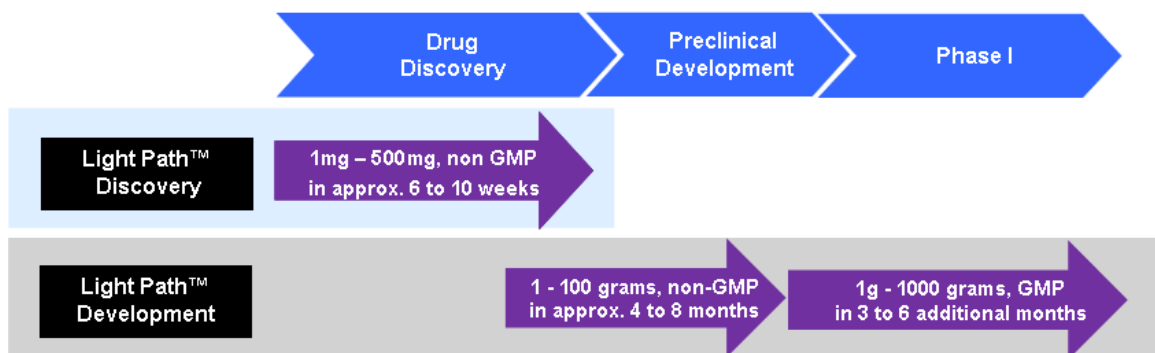 Drug
Discovery
Preclinical
Development
Phase I
Light Path™
Discovery
1mg – 500mg, non GMP
in approx. 6 to 10 weeks
Light Path™
Development
1 - 100 grams, non-GMP
in approx. 4 to 8 months
1g - 1000 grams, GMP
in 3 to 6 additional months